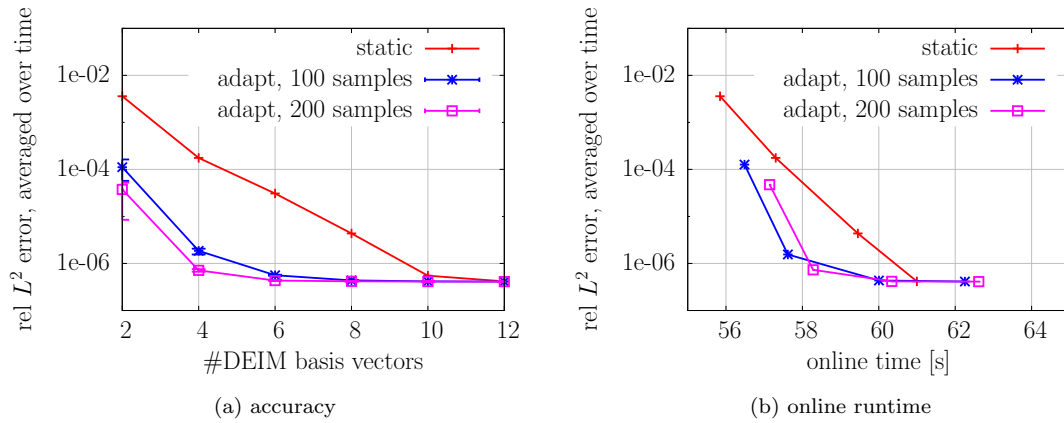 rel L² error, averaged over time
1e-02
1e-04
1e-06
static
adapt, 100 samples
adapt, 200 samples
2 4 6 8 10 12
#DEIM basis vectors
(a) accuracy
rel L² error, averaged over time
1e-02
1e-04
1e-06
static
adapt, 100 samples
adapt, 200 samples
56 58 60 62 64
online time [s]
(b) online runtime